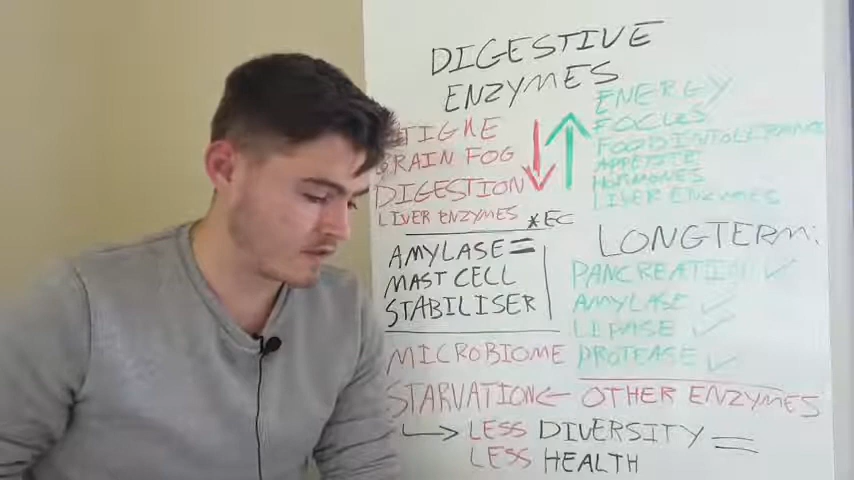 DIGESTIVE
ENZYMES
TIGKE
BRAIN FOG
DIGESTION
LIVER ENZYMES
ENERGY
FOCUS
FOOD INTOLERANCE
APPETITE
HORMONES
LIVER ENZYMES
*EC
AMYLASE =
MAST CELL
STABILISER
LONGTERM:
PANCREATIN ✓
AMYLASE ✓
LIPASE ✓
PROTEASE ✓
MICROBIOME
STARVATION ← OTHER ENZYMES
→ LESS DIVERSITY =
LESS HEALTH